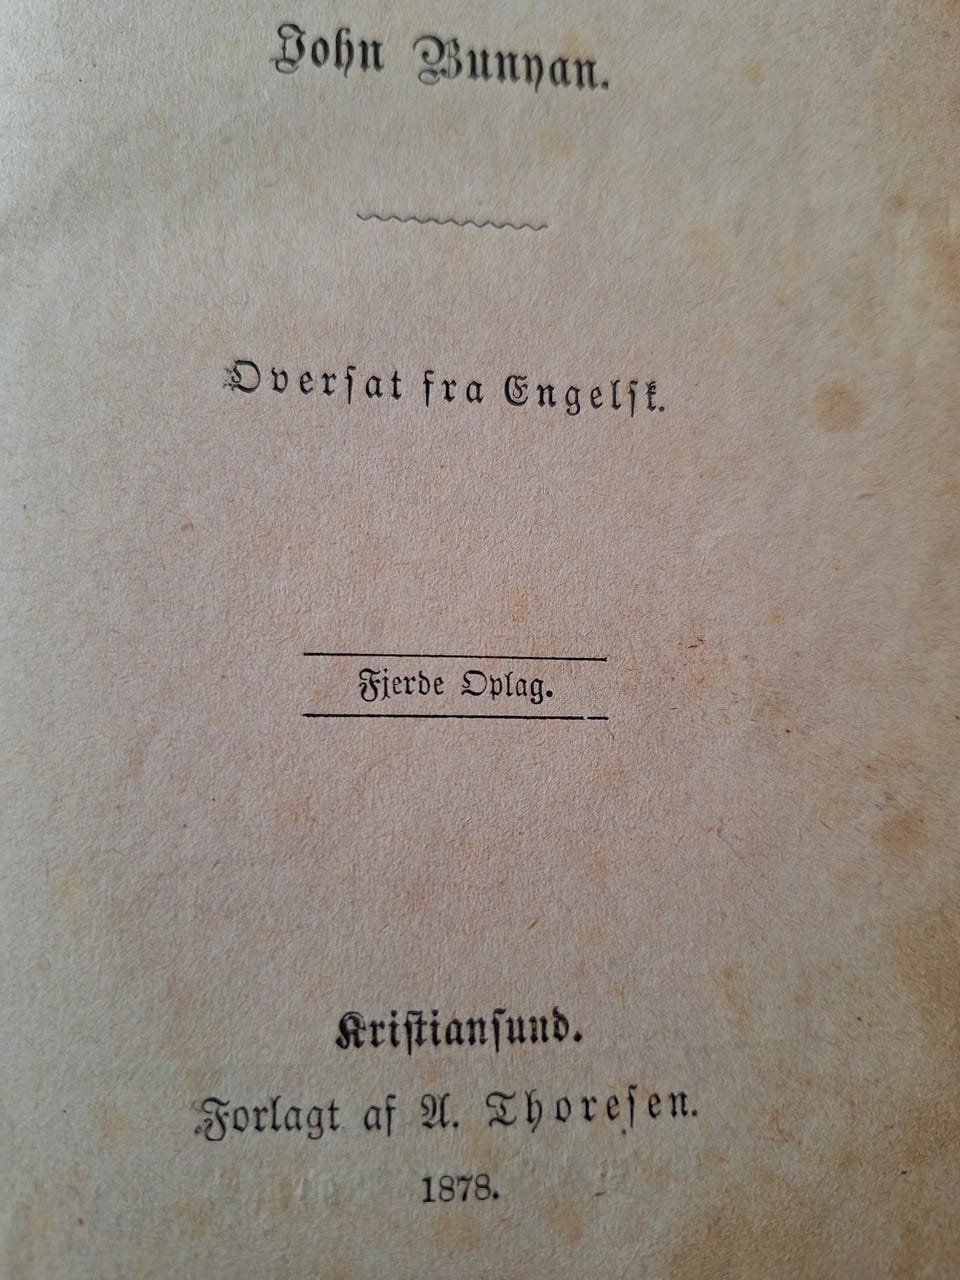 John Bunyan.
Oversat fra Engelsk.
Fjerde Oplag.
Kristiansund.
Forlagt af A. Thoresen.
1878.